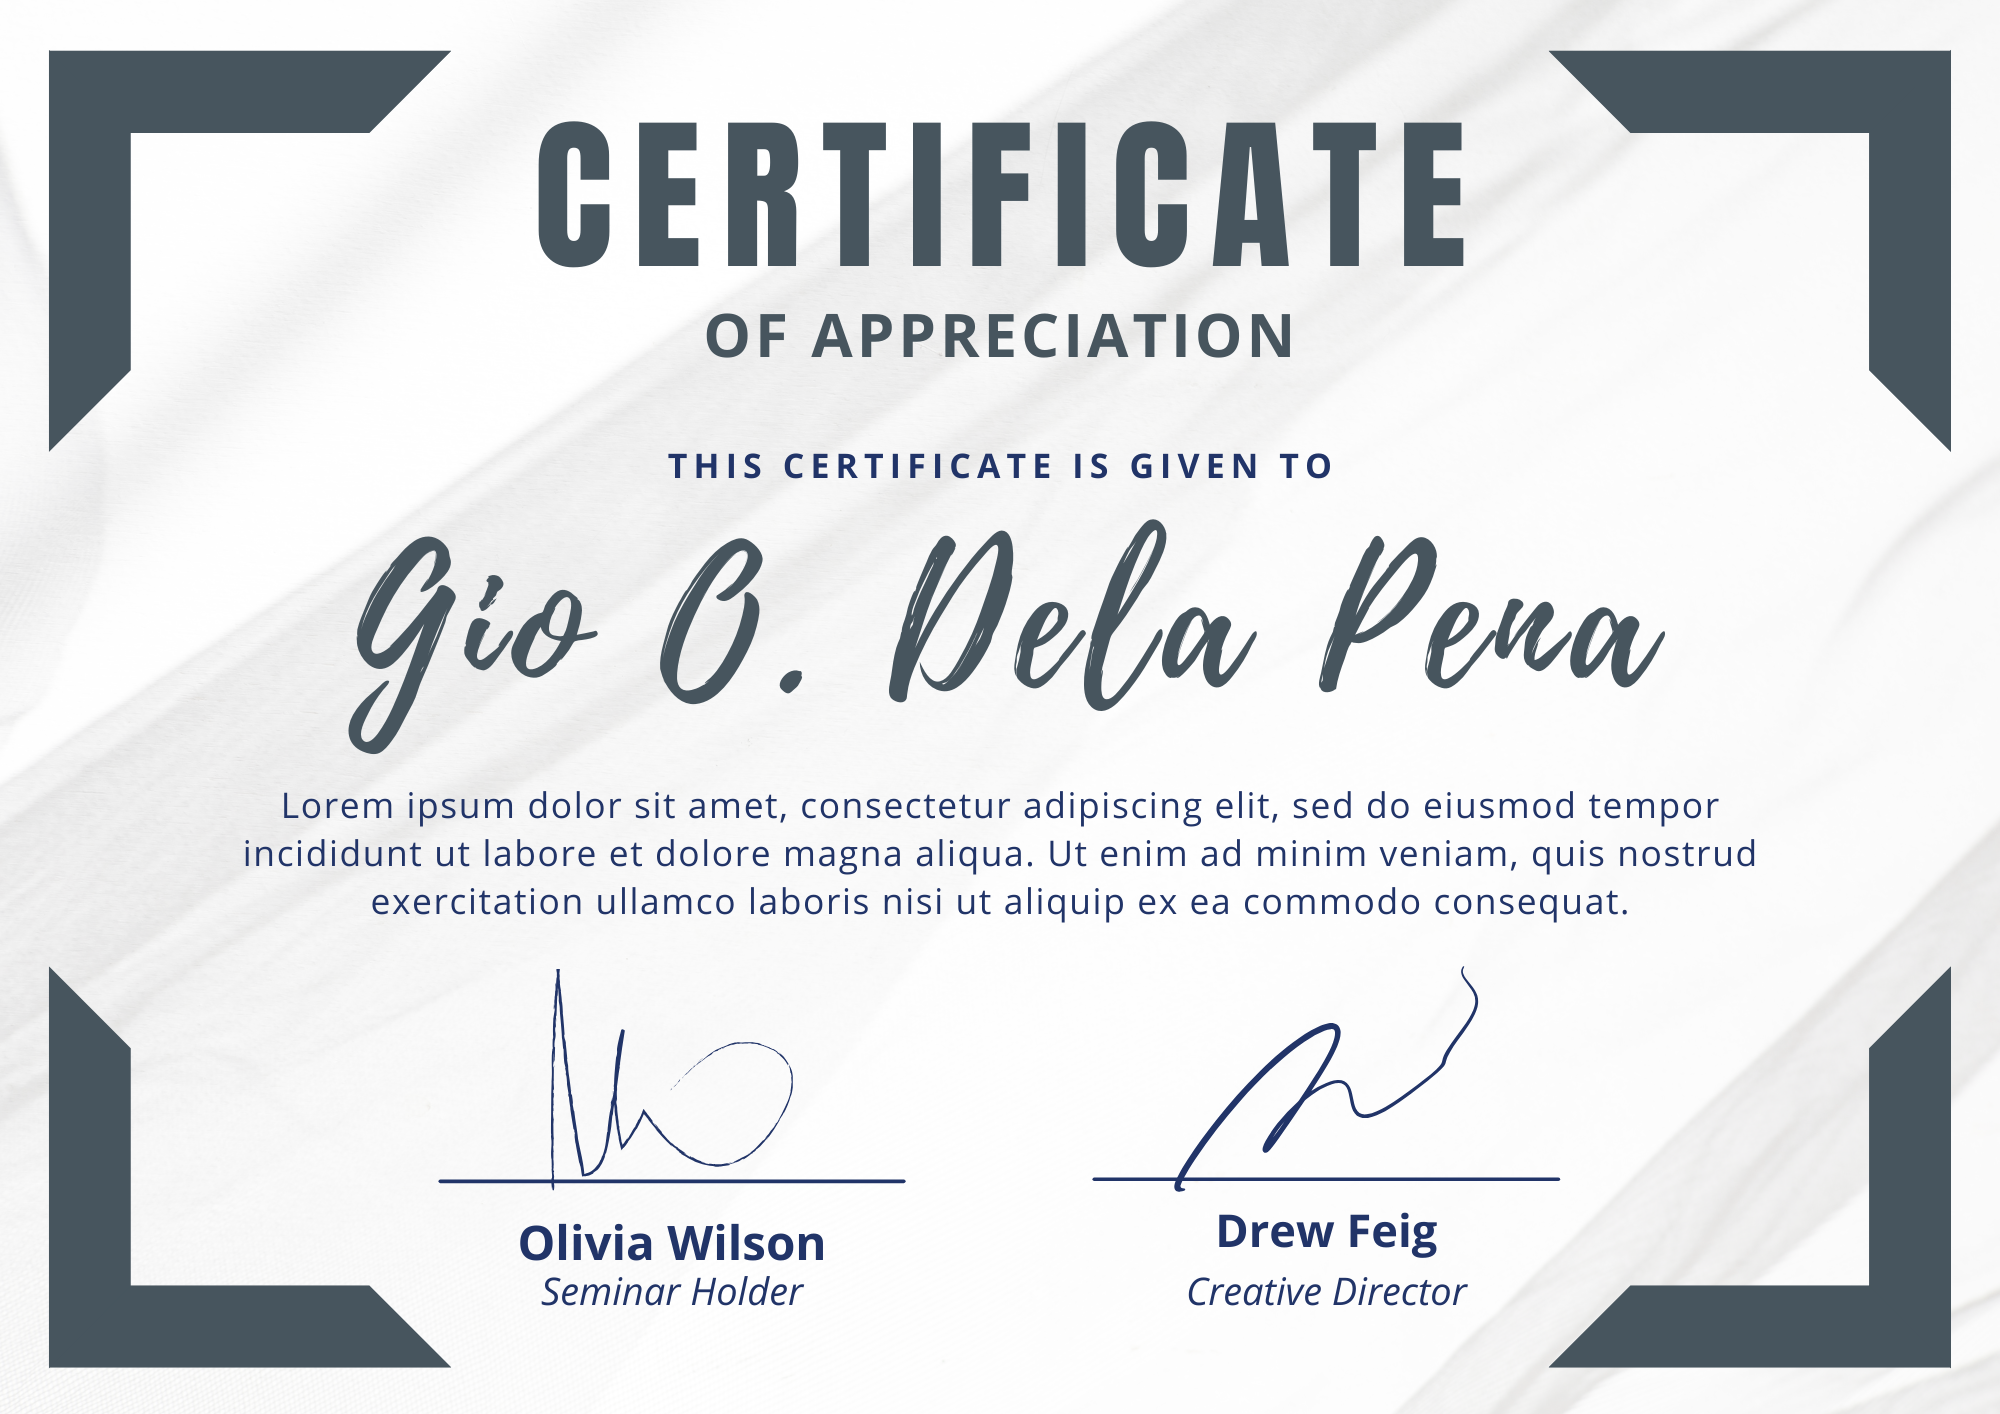 CERTIFICATE
OF APPRECIATION
THIS CERTIFICATE IS GIVEN TO
Gio O. Dela Pena
Lorem ipsum dolor sit amet, consectetur adipiscing elit, sed do eiusmod tempor
incididunt ut labore et dolore magna aliqua. Ut enim ad minim veniam, quis nostrud
exercitation ullamco laboris nisi ut aliquip ex ea commodo consequat.
Olivia Wilson
Seminar Holder
Drew Feig
Creative Director